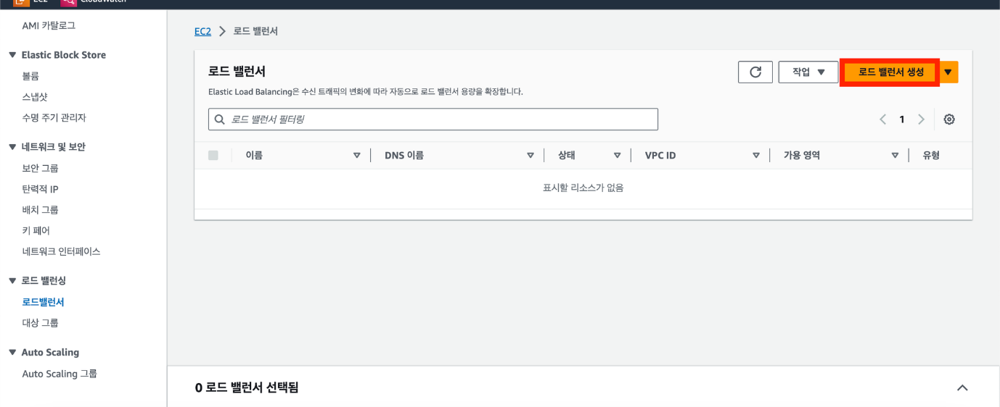 EC2
CloudWatch
AMI 카탈로그
Elastic Block Store
볼륨
스냅샷
수명 주기 관리자
네트워크 및 보안
보안 그룹
탄력적 IP
배치 그룹
키 페어
네트워크 인터페이스
로드 밸런싱
로드밸런서
대상 그룹
Auto Scaling
Auto Scaling 그룹
EC2 > 로드 밸런서
로드 밸런서
작업
로드 밸런서 생성
Elastic Load Balancing은 수신 트래픽의 변화에 따라 자동으로 로드 밸런서 용량을 확장합니다.
로드 밸런서 필터링
1
이름 DNS 이름 상태 VPC ID 가용 영역 유형
표시할 리소스가 없음
0 로드 밸런서 선택됨